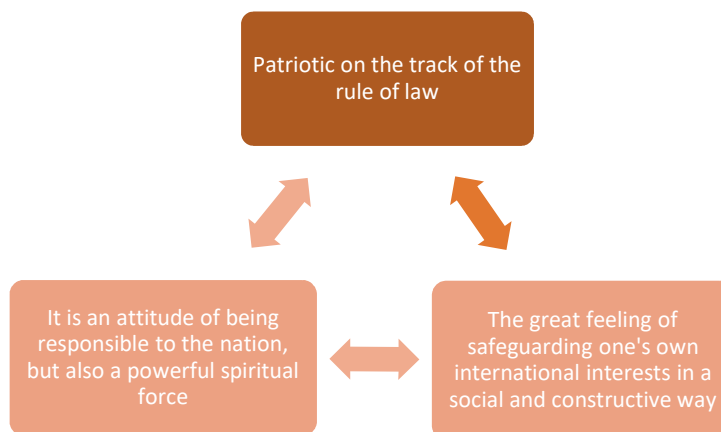 Patriotic on the track of the
rule of law
It is an attitude of being
responsible to the nation,
but also a powerful spiritual
force
The great feeling of
safeguarding one's own
international interests in a
social and constructive way